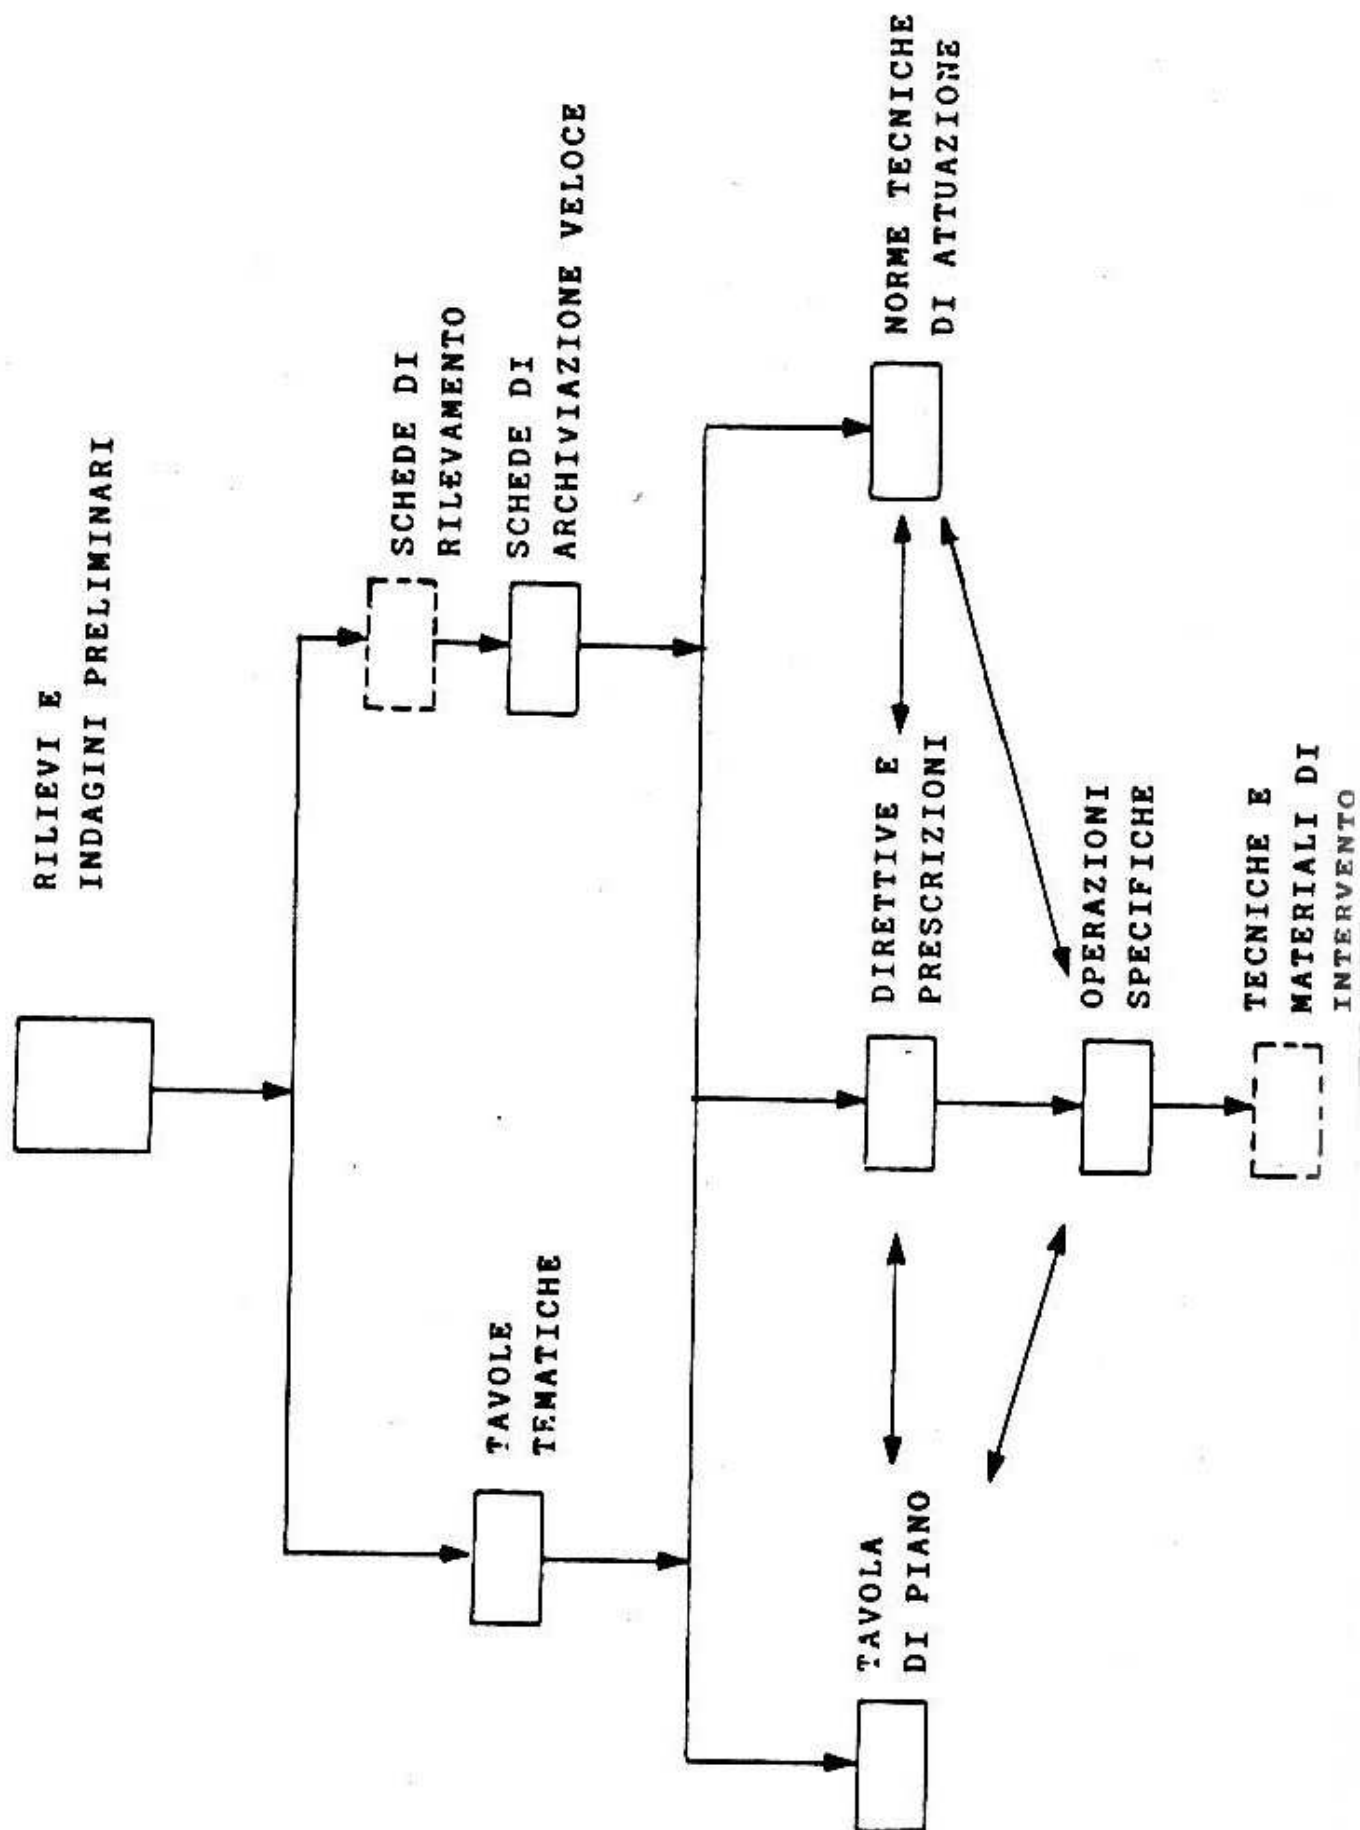 RILIEVI E
INDAGINI PRELIMINARI
SCHEDE DI
RILEVAMENTO
TAVOLE
TEMATICHE
SCHEDE DI
ARCHIVIAZIONE VELOCE
TAVOLA
DI PIANO
DIRETTIVE E
PRESCRIZIONI
NORME TECNICHE
DI ATTUAZIONE
OPERAZIONI
SPECIFICHE
TECNICHE E
MATERIALI DI
INTERVENTO